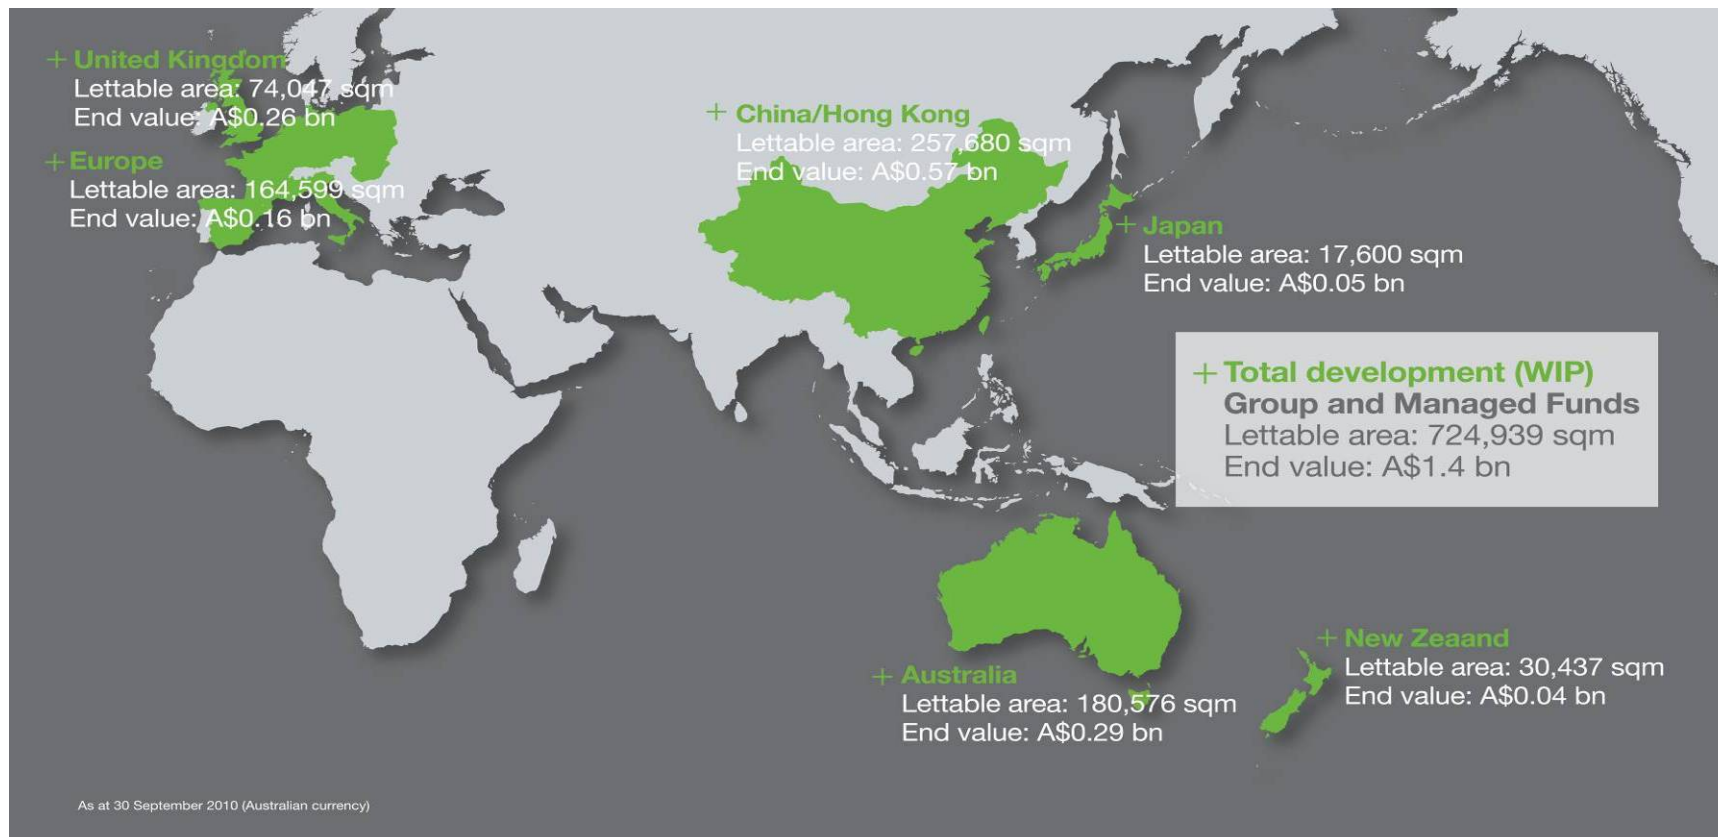 + United Kingdom
Lettable area: 74,047 sqm
End value: A$0.26 bn
+ Europe
Lettable area: 164,599 sqm
End value: A$0.16 bn
+ China/Hong Kong
Lettable area: 257,680 sqm
End value: A$0.57 bn
+ Japan
Lettable area: 17,600 sqm
End value: A$0.05 bn
+ Total development (WIP)
Group and Managed Funds
Lettable area: 724,939 sqm
End value: A$1.4 bn
+ Australia
Lettable area: 180,576 sqm
End value: A$0.29 bn
+ New Zeaand
Lettable area: 30,437 sqm
End value: A$0.04 bn
As at 30 September 2010 (Australian currency)